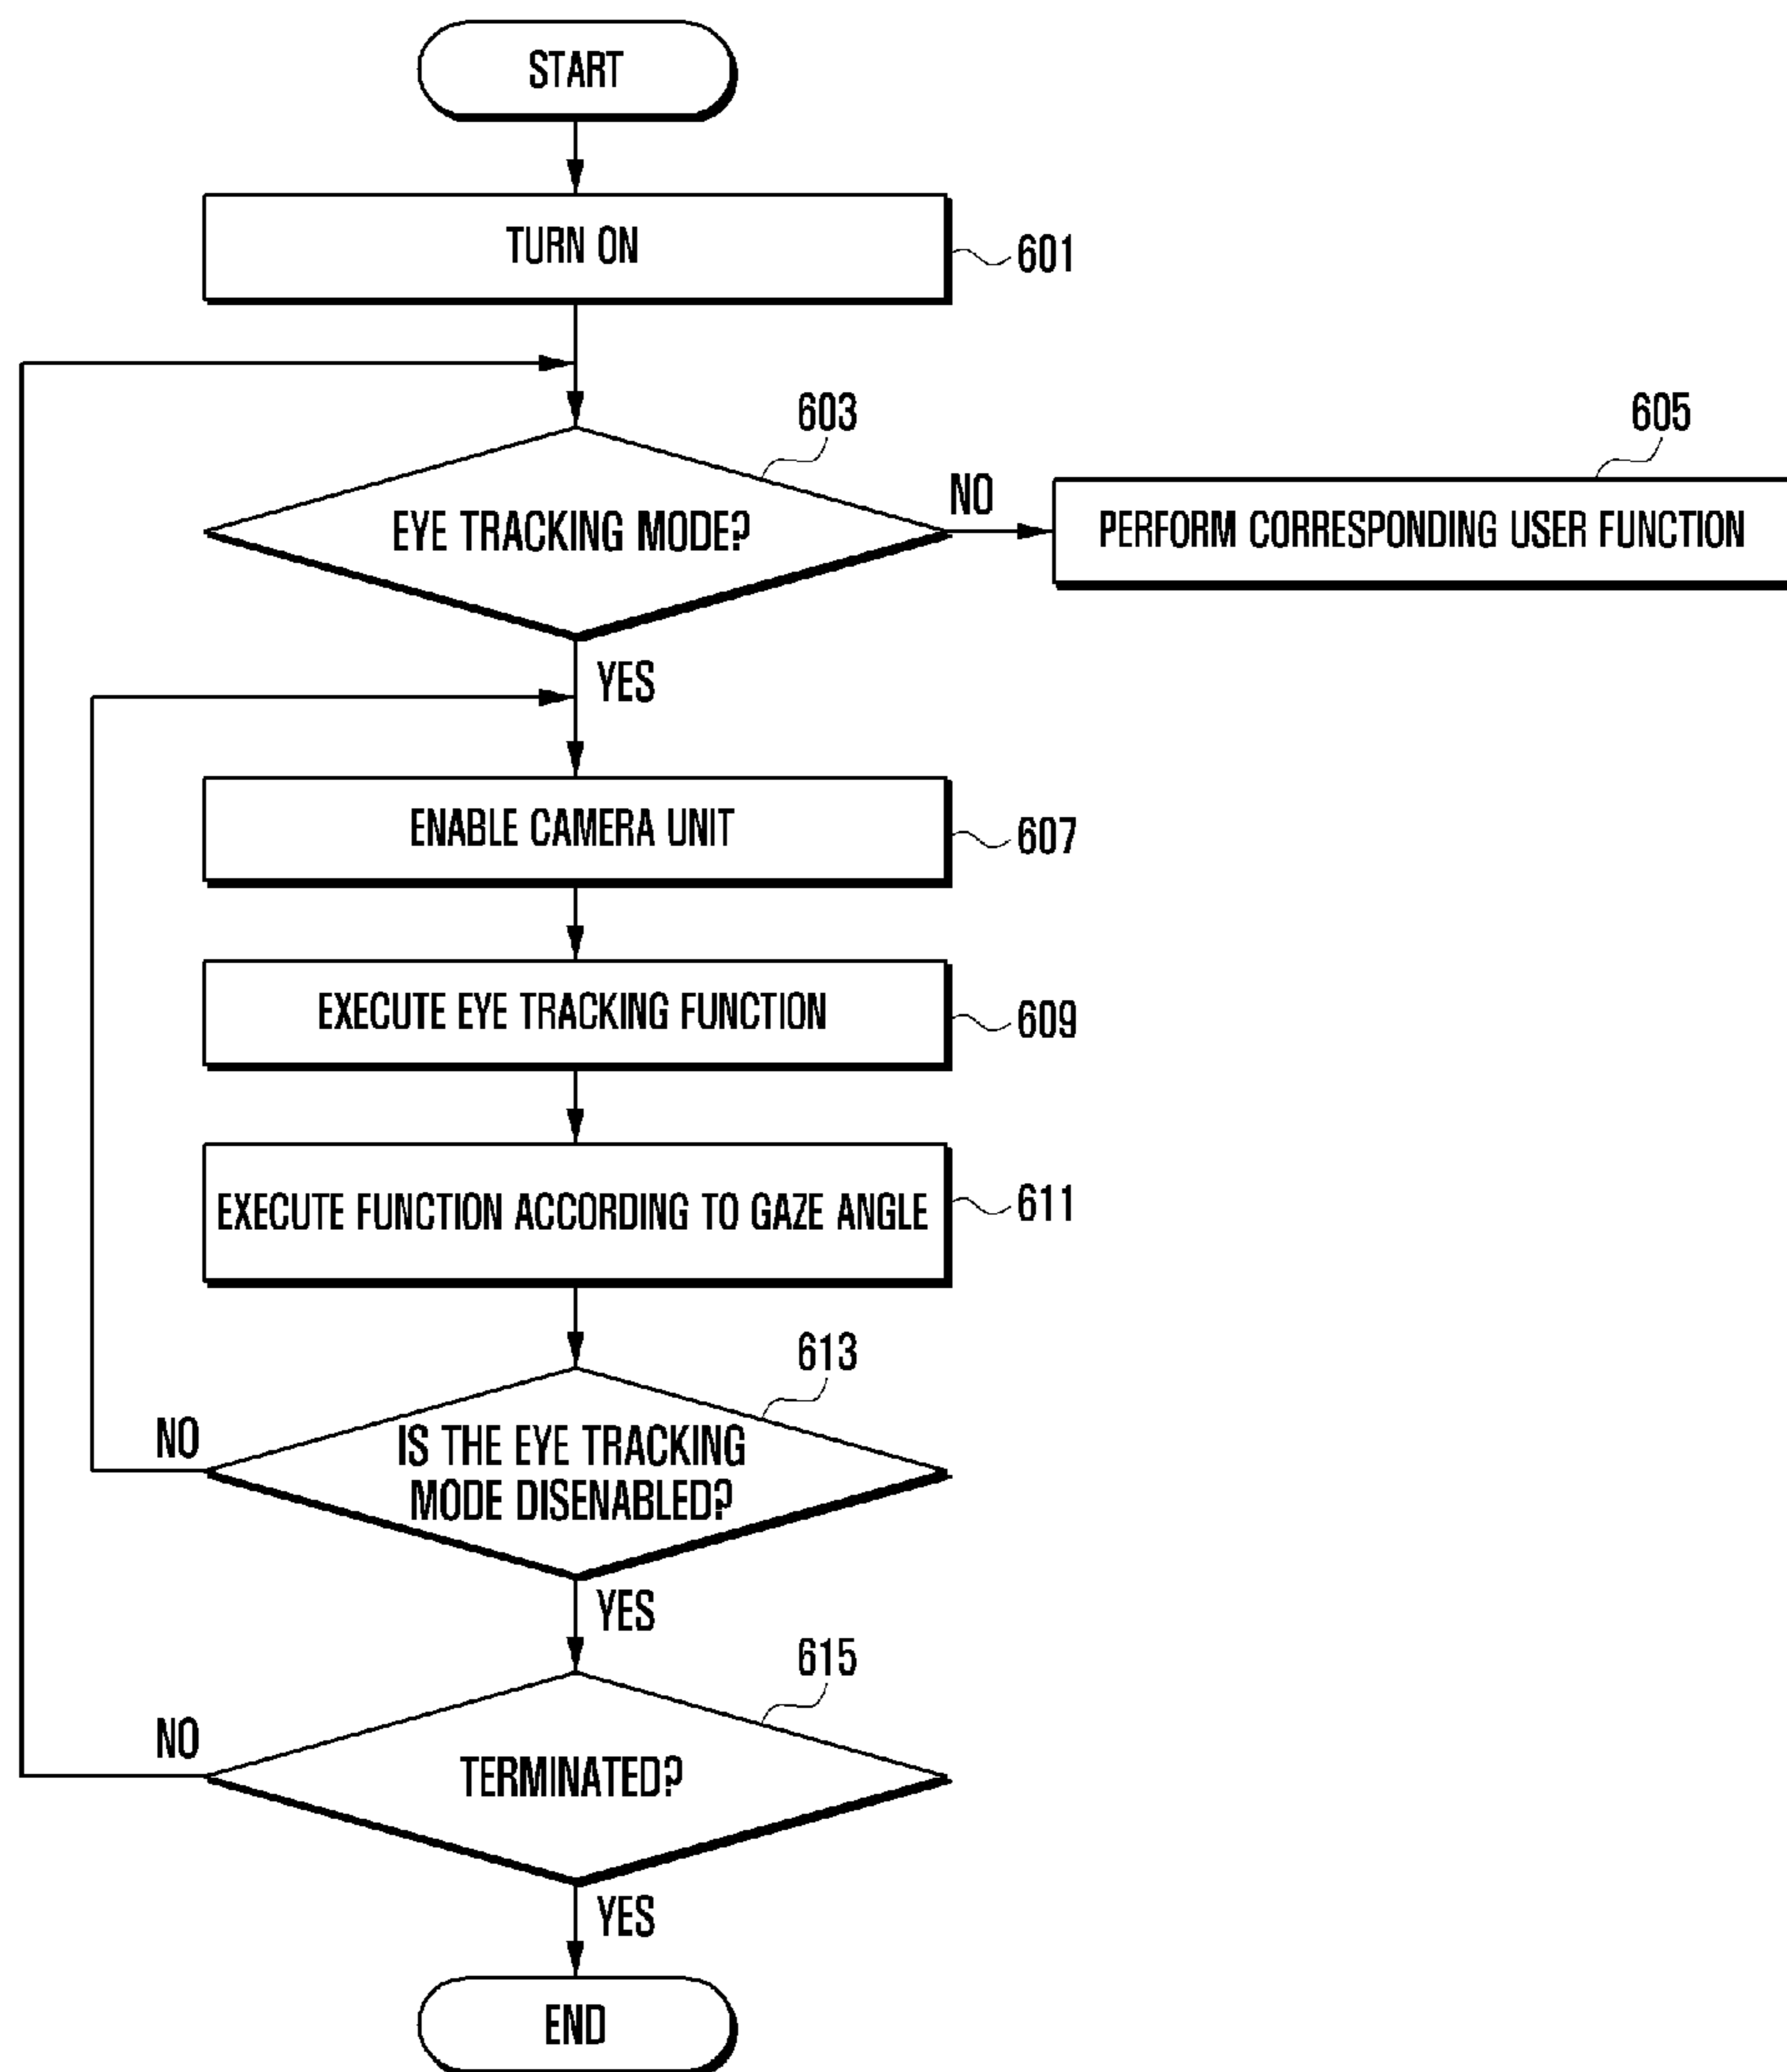 START
TURN ON
601
603
605
EYE TRACKING MODE?
NO
PERFORM CORRESPONDING USER FUNCTION
YES
ENABLE CAMERA UNIT
607
EXECUTE EYE TRACKING FUNCTION
609
EXECUTE FUNCTION ACCORDING TO GAZE ANGLE
611
613
NO
IS THE EYE TRACKING
MODE DISENABLED?
YES
615
NO
TERMINATED?
YES
END